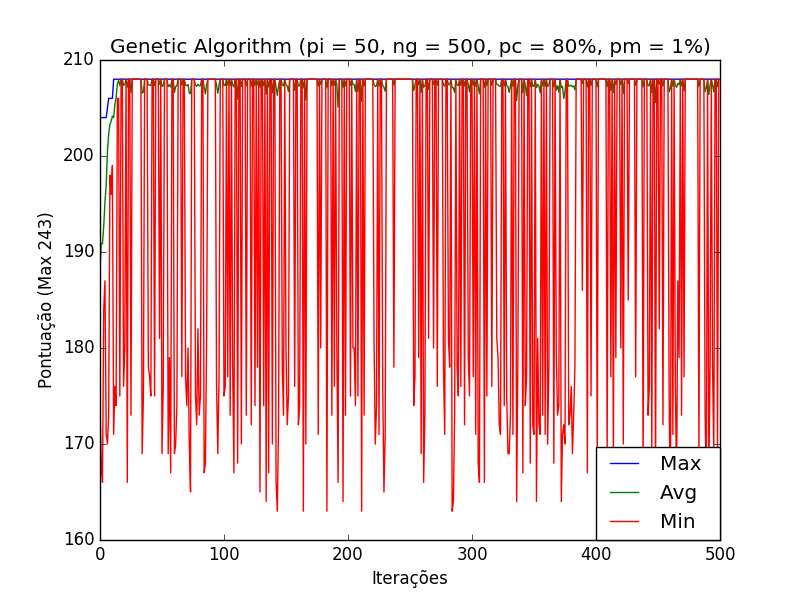 Genetic Algorithm (pi = 50, ng = 500, pc = 80%, pm = 1%)
210
200
190
180
170
160
Pontuação (Max 243)
0
100
200
300
400
500
Iterações
Max
Avg
Min